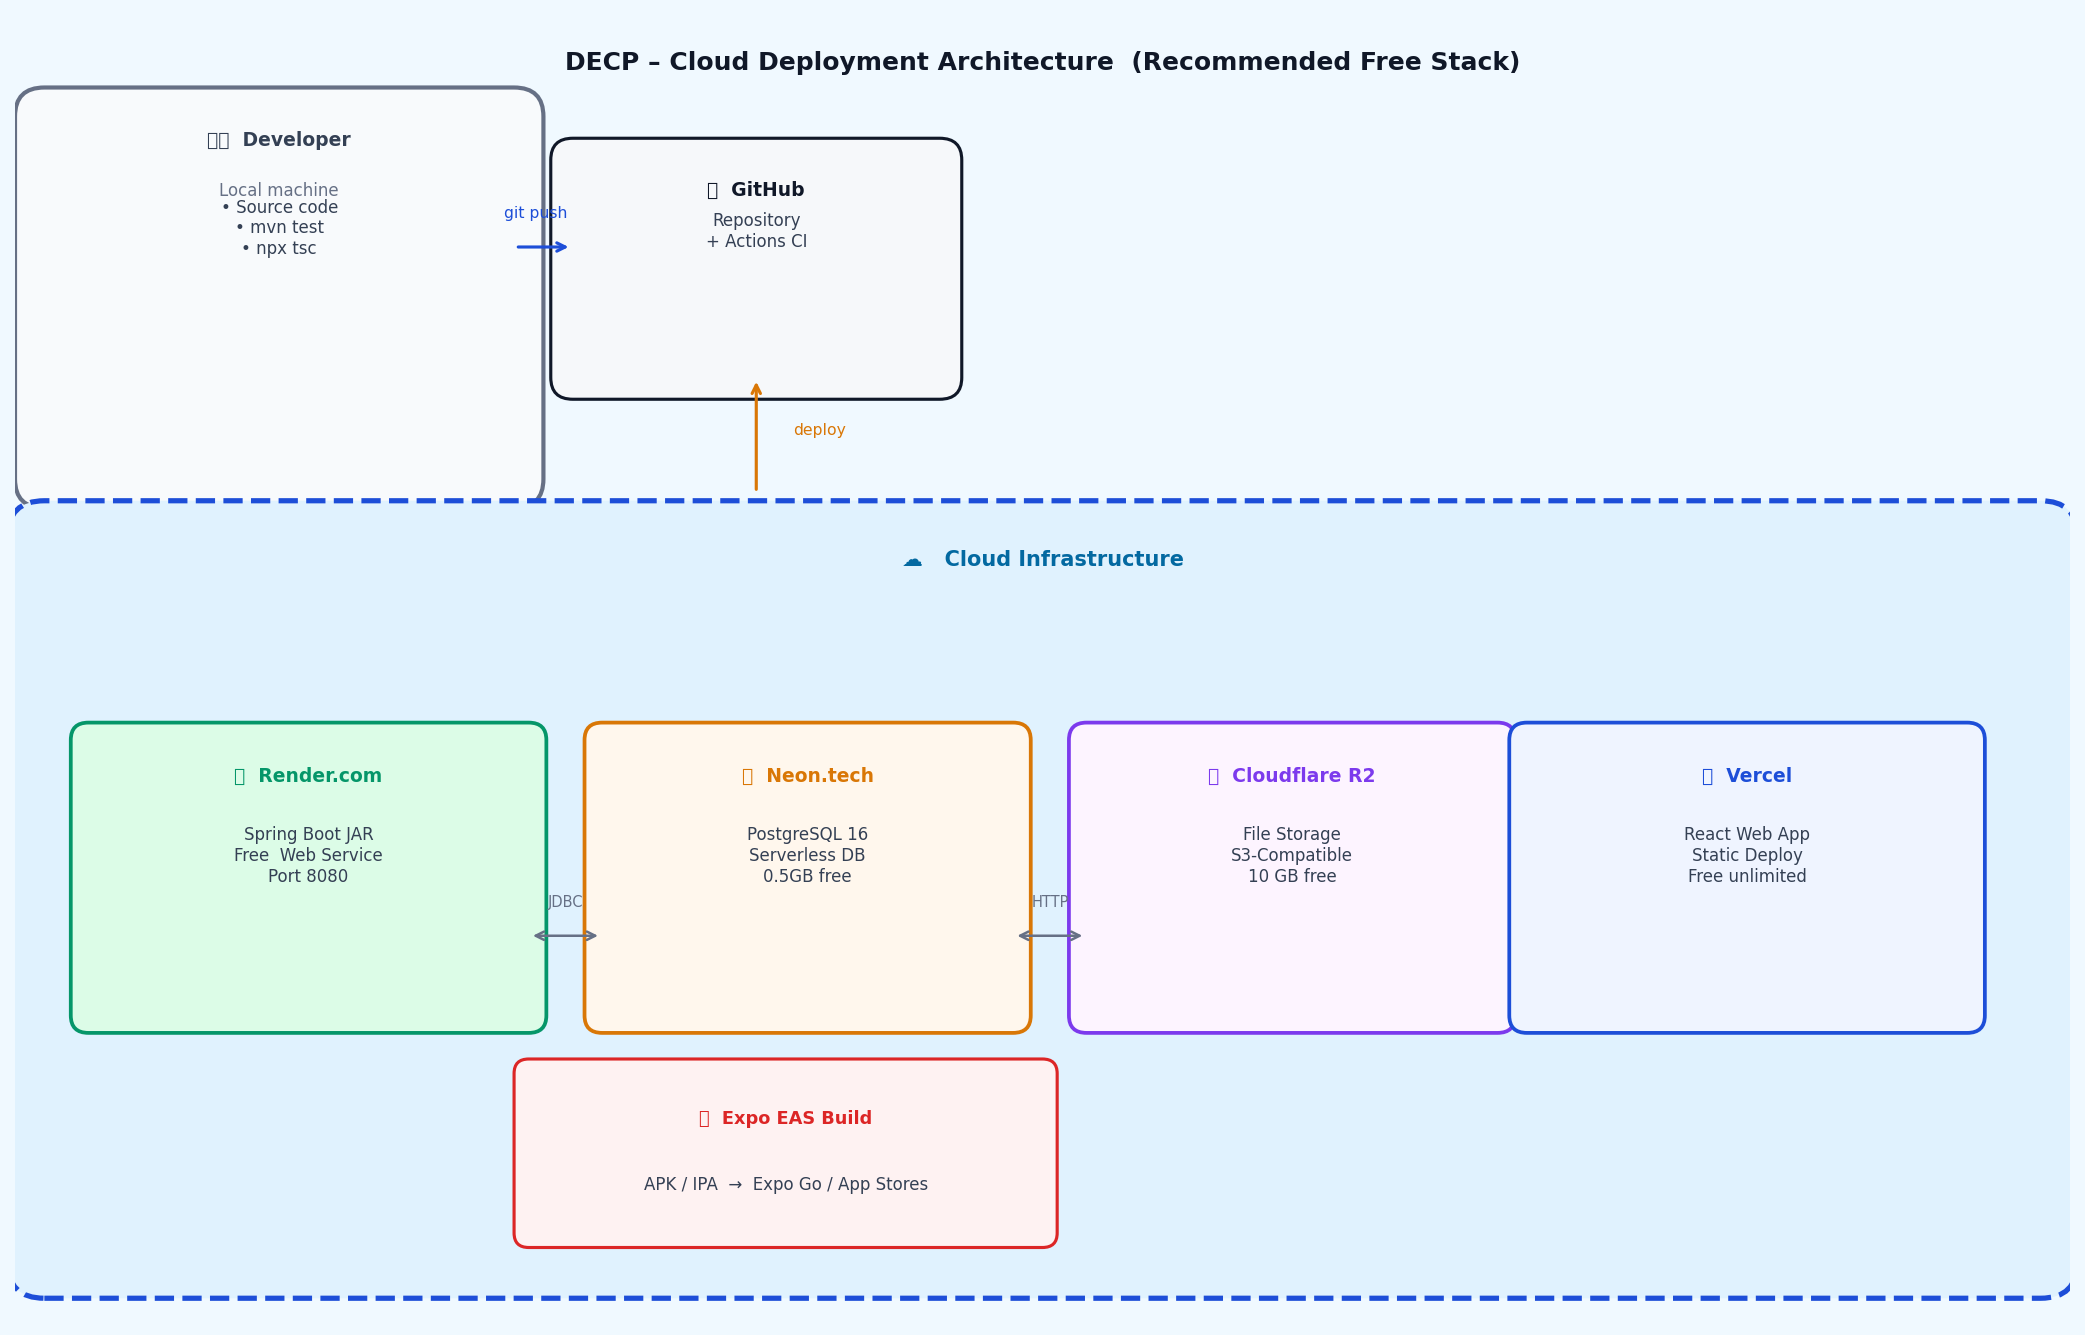 DECP – Cloud Deployment Architecture  (Recommended Free Stack)
Developer
Local machine
• Source code
• mvn test
• npx tsc
git push
GitHub
Repository
+ Actions CI
deploy
☁ Cloud Infrastructure
Render.com
Spring Boot JAR
Free  Web Service
Port 8080
JDBC
Neon.tech
PostgreSQL 16
Serverless DB
0.5GB free
HTTP
Cloudflare R2
File Storage
S3-Compatible
10 GB free
Vercel
React Web App
Static Deploy
Free unlimited
Expo EAS Build
APK / IPA  →  Expo Go / App Stores